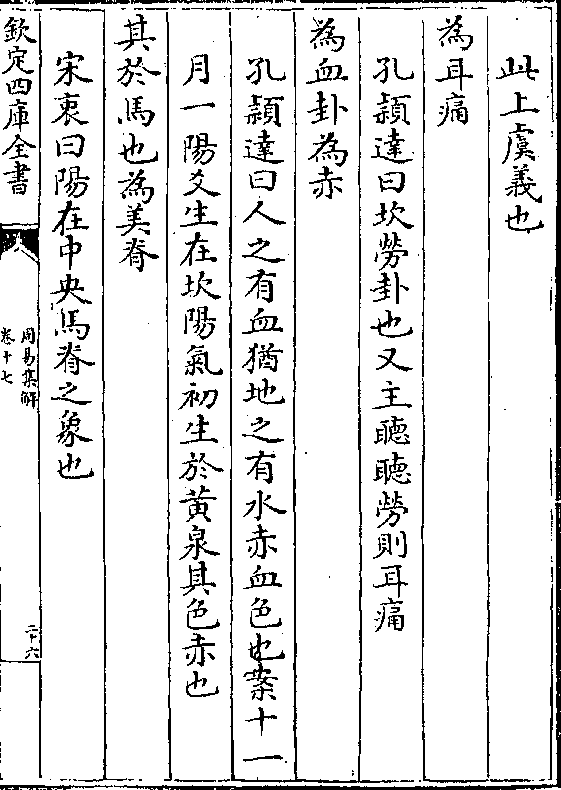 此上虞義也
為耳痛
孔頴達曰坎勞卦也又主聽聽勞則耳痛
為血卦為赤
孔頴達曰人之有血猶地之有水赤血色也案十一
月一陽爻生在坎陽氣初生於黃泉其色赤也
其於馬也為美脊
宋衷曰陽在中央馬脊之象也
欽定四庫全書
周易集解
卷十七
二十六